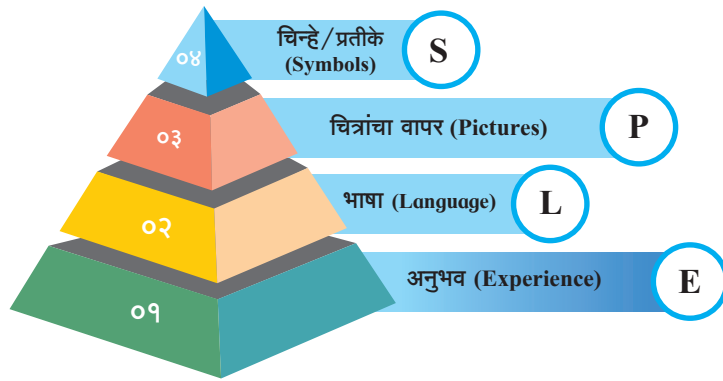 ०४
चिन्हे/प्रतीके
(Symbols)
S
०३
चित्रांचा वापर (Pictures)
P
०२
भाषा (Language)
L
०१
अनुभव (Experience)
E